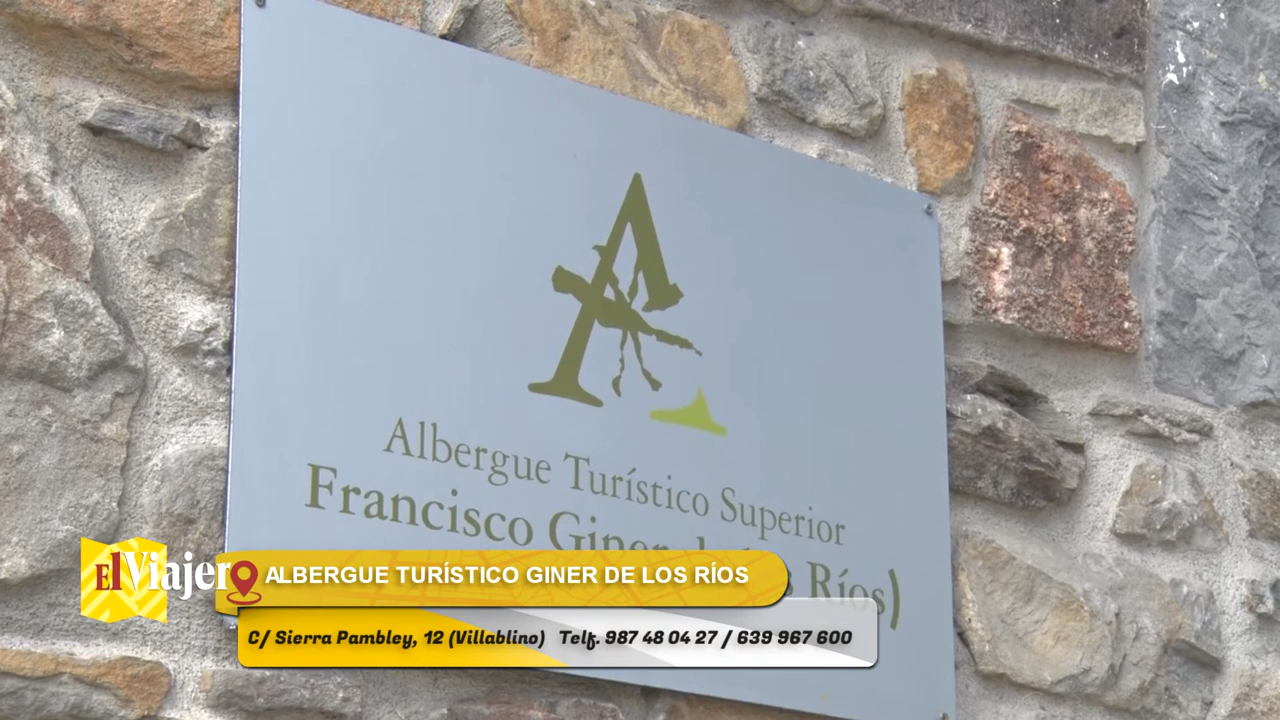 Albergue Turístico Superior
Francisco Giner
Ríos)
El Viajero
ALBERGUE TURÍSTICO GINER DE LOS RÍOS
C/ Sierra Pambley, 12 (Villablino) Telf. 987 48 04 27 / 639 967 600